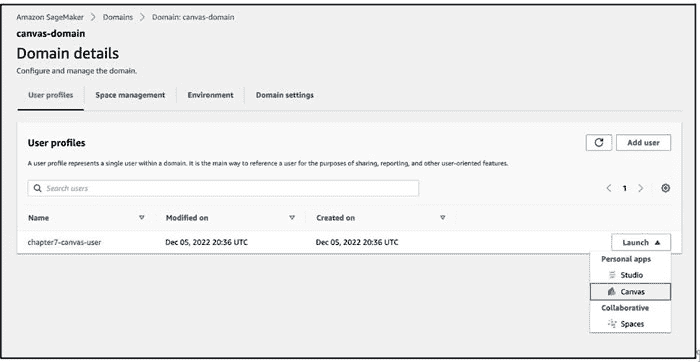 Amazon SageMaker > Domains > Domain: canvas-domain
canvas-domain
Domain details
Configure and manage the domain.
User profiles Space management Environment Domain settings
User profiles
Add user
A user profile represents a single user within a domain. It is the main way to reference a user for the purposes of sharing, reporting, and other user-oriented features.
Search users
< 1 >
Name Modified on Created on
chapter7-canvas-user Dec 05, 2022 20:36 UTC Dec 05, 2022 20:36 UTC Launch
Personal apps
Studio
Canvas
Collaborative
Spaces